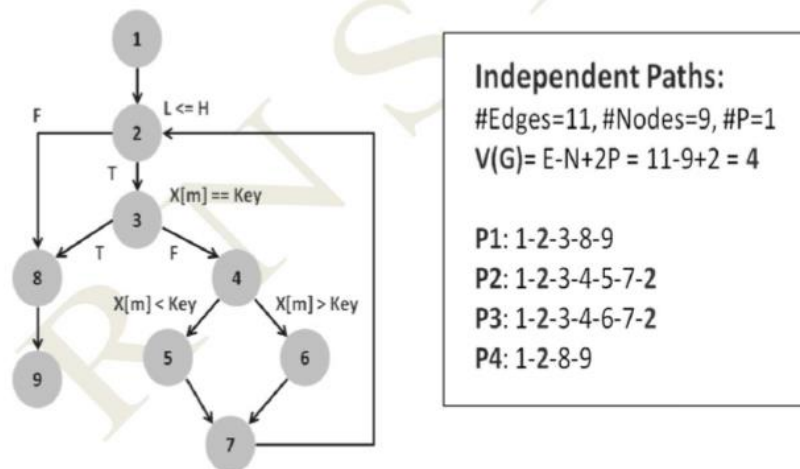 1
F
L <= H
2
T
X[m] == Key
3
T
F
8
4
X[m] < Key
X[m] > Key
5
6
9
7
Independent Paths:
#Edges=11, #Nodes=9, #P=1
V(G)= E-N+2P = 11-9+2 = 4
P1: 1-2-3-8-9
P2: 1-2-3-4-5-7-2
P3: 1-2-3-4-6-7-2
P4: 1-2-8-9
R N S